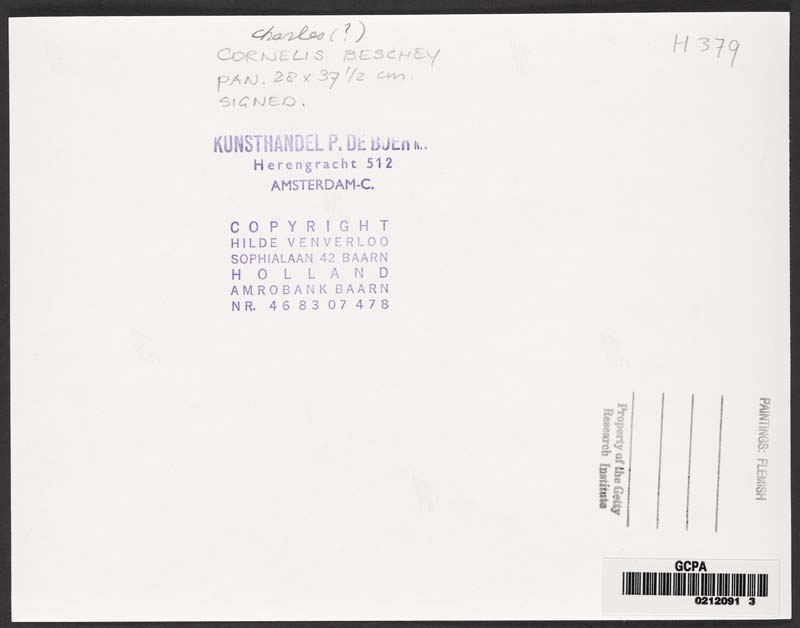 Charles (?)
CORNELIS BESCHEY
PAN. 28 x 37 1/2 cm.
SIGNED.
H 379
KUNSTHANDEL P. DE BOER
Herengracht 512
AMSTERDAM-C.
COPYRIGHT
HILDE VENVERLOO
SOPHIALAAN 42 BAARN
HOLLAND
AMROBANK BAARN
NR. 46 83 07 478
PAINTINGS: FLEMISH
Property of the Getty
Research Institute
GCPA
0212091 3